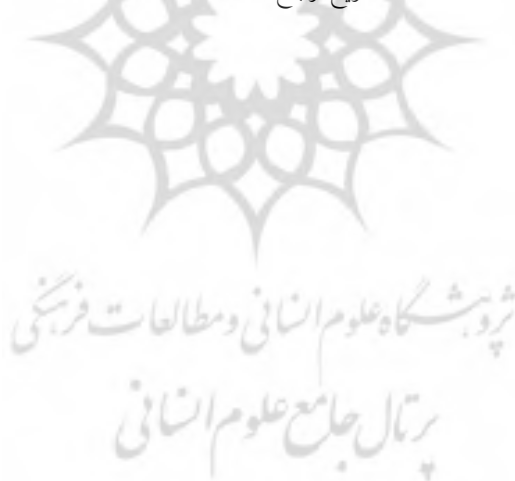 پژوهشگاه علوم انسانی و مطالعات فرهنگی
پرتال جامع علوم انسانی